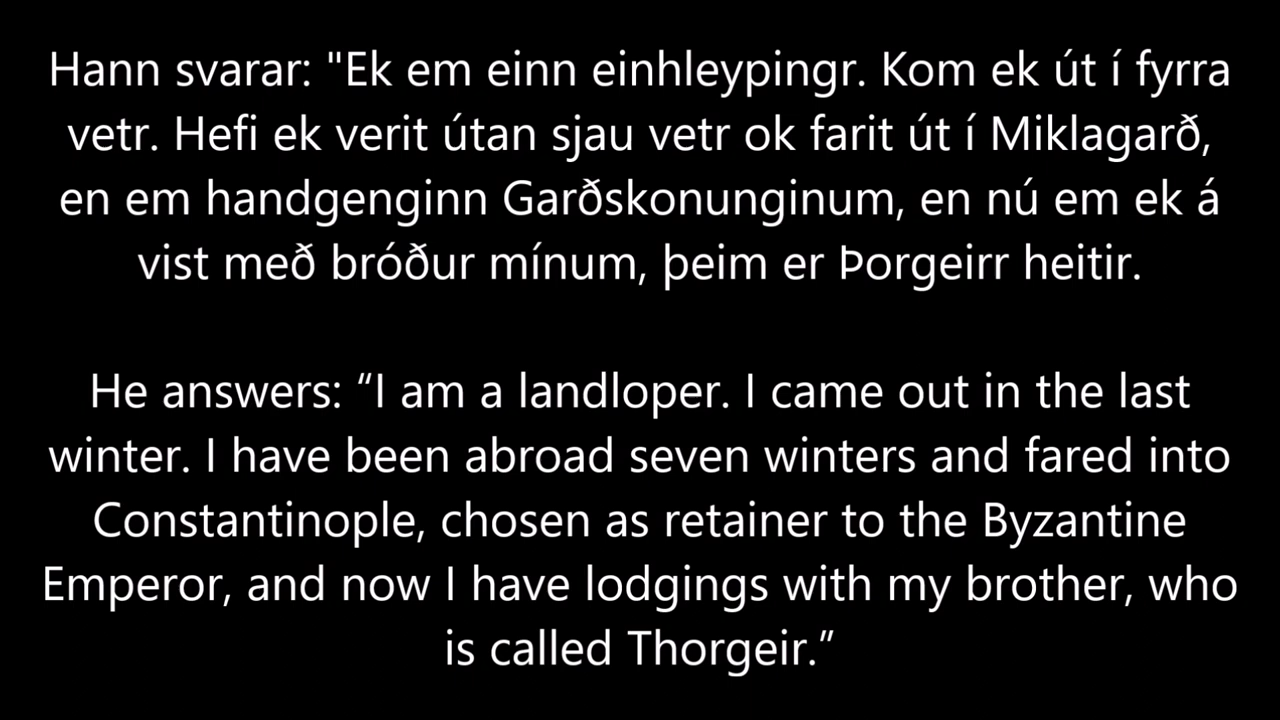 Hann svarar: "Ek em einn einhleypingr. Kom ek út í fyrra
vetr. Hefi ek verit útan sjau vetr ok farit út í Miklagarð,
en em handgenginn Garðskonunginum, en nú em ek á
vist með bróður mínum, þeim er Þorgeirr heitir.
He answers: “I am a landloper. I came out in the last
winter. I have been abroad seven winters and fared into
Constantinople, chosen as retainer to the Byzantine
Emperor, and now I have lodgings with my brother, who
is called Thorgeir.”